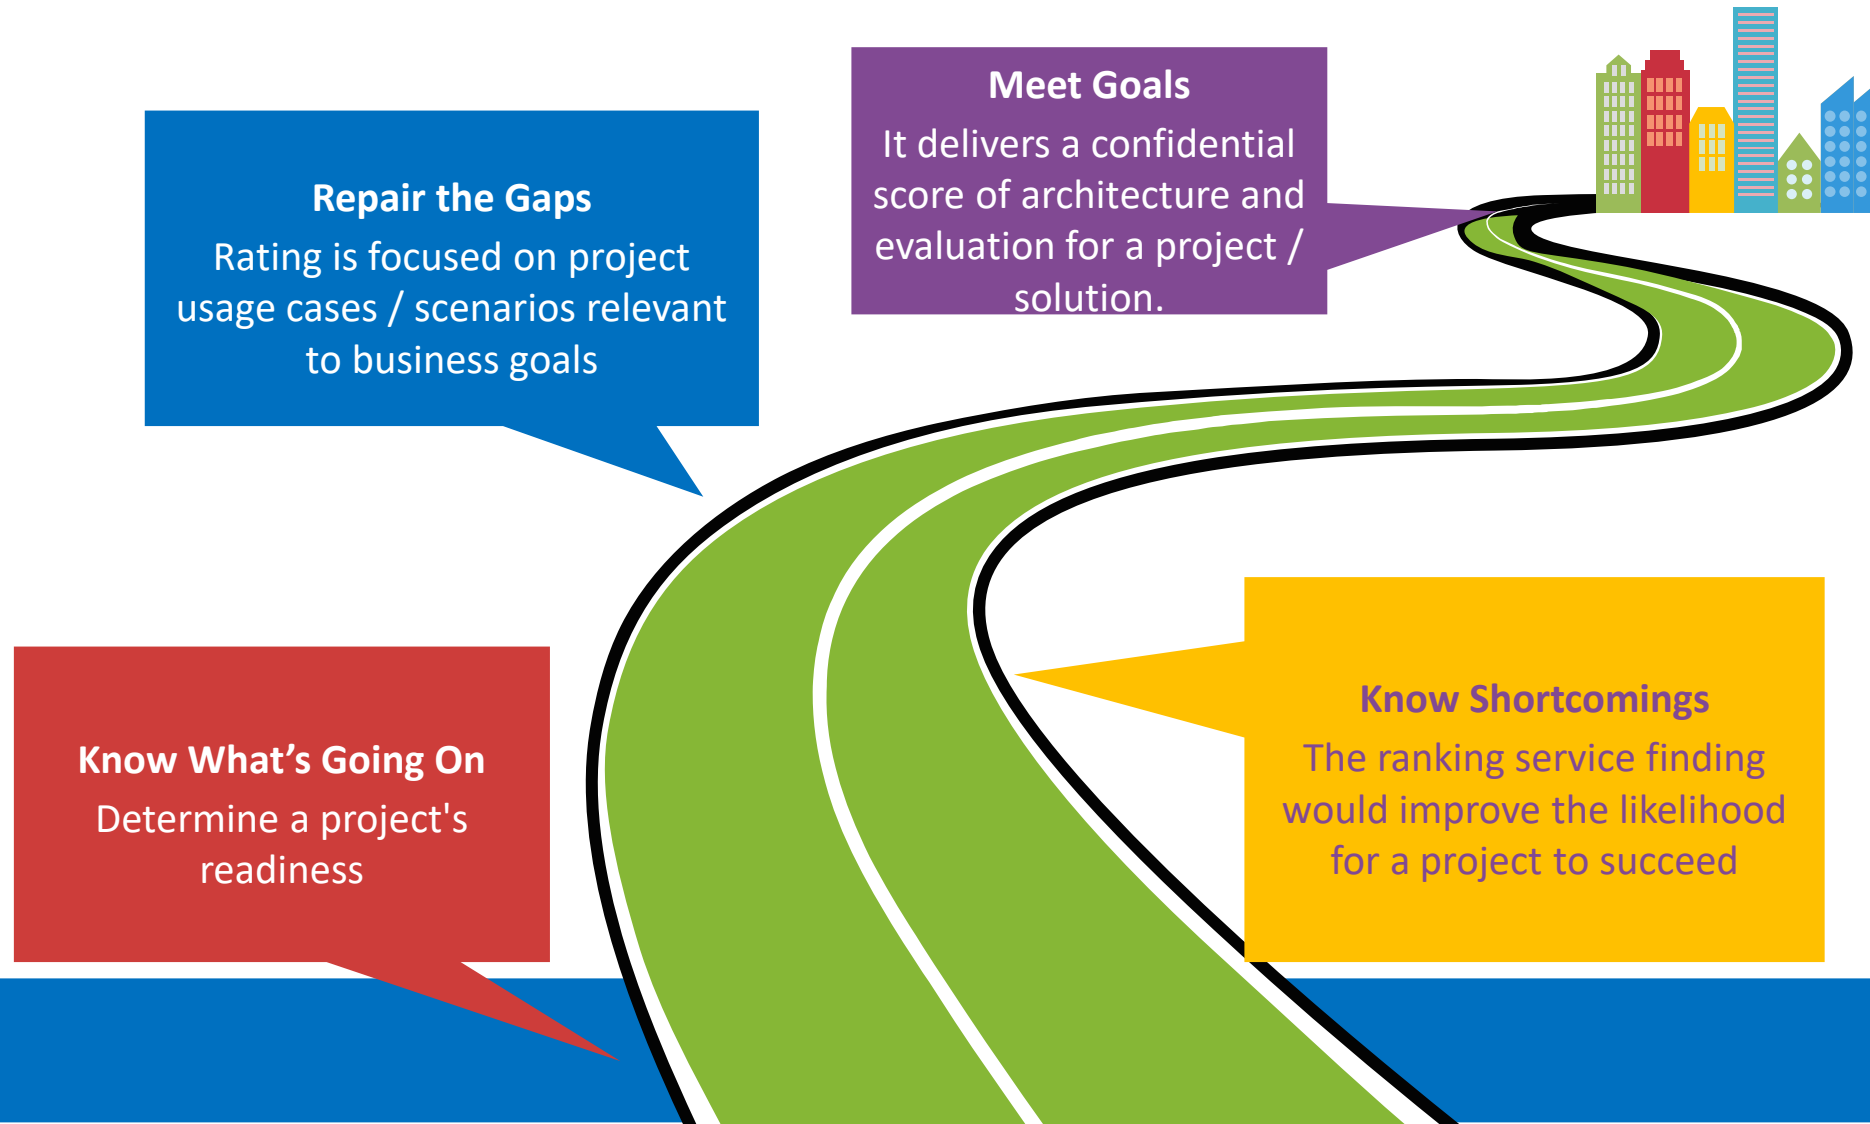 Meet Goals
It delivers a confidential
score of architecture and
evaluation for a project /
solution.
Repair the Gaps
Rating is focused on project
usage cases / scenarios relevant
to business goals
Know Shortcomings
The ranking service finding
would improve the likelihood
for a project to succeed
Know What’s Going On
Determine a project's
readiness